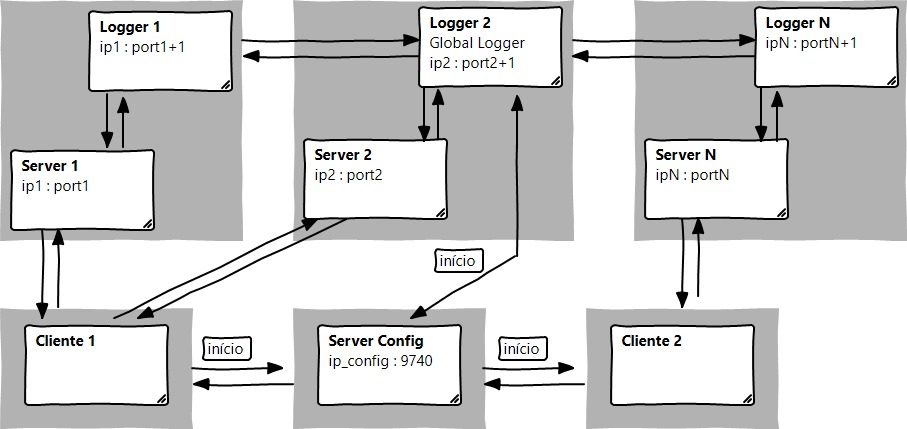 Logger 1
ip1 : port1+1
Logger 2
Global Logger
ip2 : port2+1
Logger N
ipN : portN+1
Server 1
ip1 : port1
Server 2
ip2 : port2
Server N
ipN : portN
início
Cliente 1
início
Server Config
ip_config : 9740
início
Cliente 2